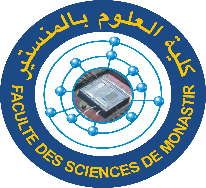 كلية العلوم بالمنستير
FACULTE DES SCIENCES DE MONASTIR